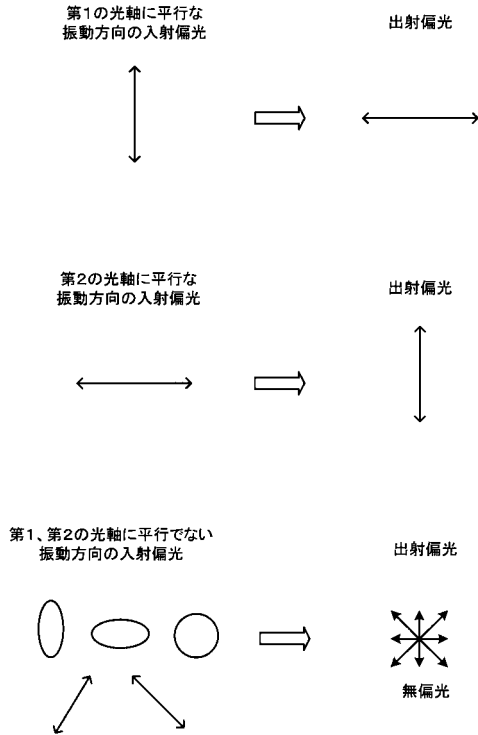 第1の光軸に平行な
振動方向の入射偏光
出射偏光
第2の光軸に平行な
振動方向の入射偏光
出射偏光
第1、第2の光軸に平行でない
振動方向の入射偏光
出射偏光
無偏光